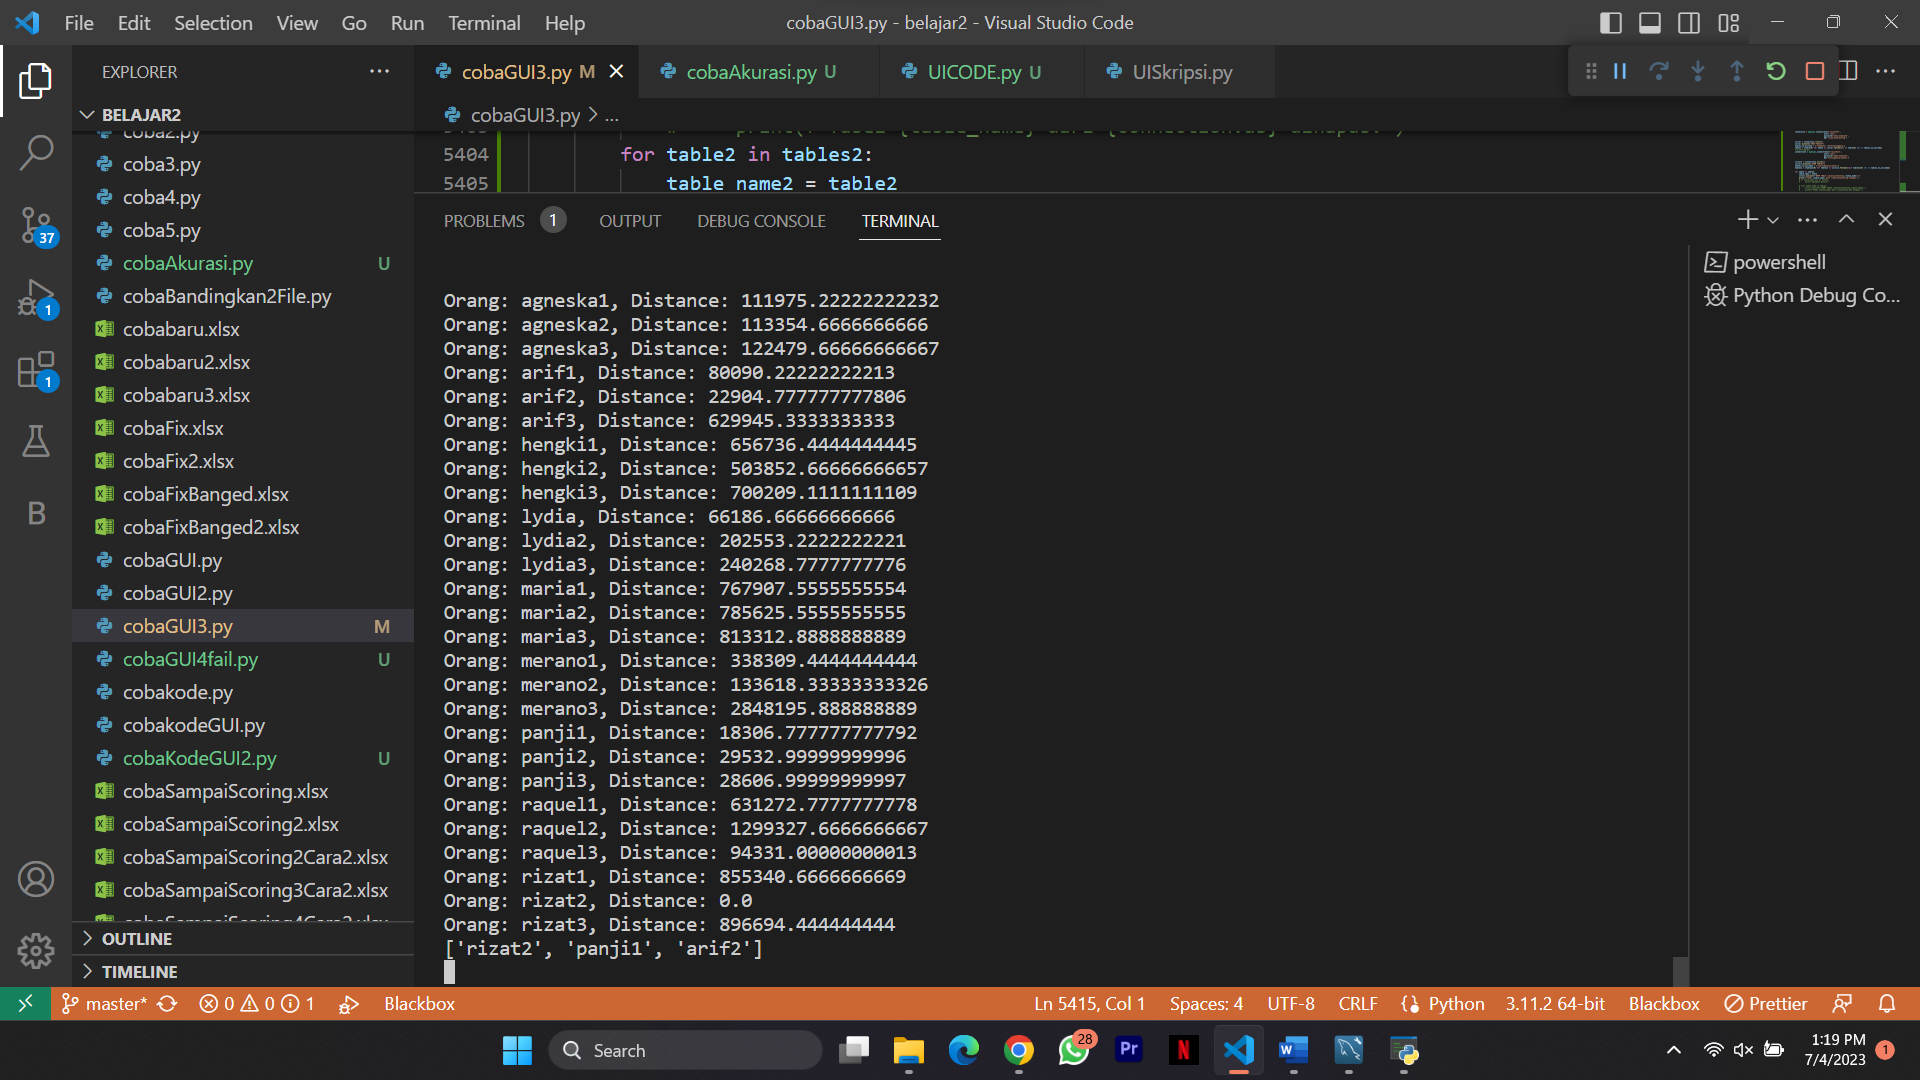 File Edit Selection View Go Run Terminal Help
cobaGUI3.py - belajar2 - Visual Studio Code
EXPLORER
BELAJAR2
coba2.py
coba3.py
coba4.py
coba5.py
cobaAkurasi.py U
cobaBandingkan2File.py
cobabaru.xlsx
cobabaru2.xlsx
cobabaru3.xlsx
cobaFix.xlsx
cobaFix2.xlsx
cobaFixBanged.xlsx
cobaFixBanged2.xlsx
cobaGUI.py
cobaGUI2.py
cobaGUI3.py M
cobaGUI4fail.py U
cobakode.py
cobakodeGUI.py
cobaKodeGUI2.py U
cobaSampaiScoring.xlsx
cobaSampaiScoring2.xlsx
cobaSampaiScoring2Cara2.xlsx
cobaSampaiScoring3Cara2.xlsx
OUTLINE
TIMELINE
37
1
1
B
cobaGUI3.py M cobaAkurasi.py U UICODE.py U UISkripsi.py
cobaGUI3.py > ...
5404 for table2 in tables2:
5405 table_name2 = table2
PROBLEMS 1 OUTPUT DEBUG CONSOLE TERMINAL
powershell
Python Debug Co...
Orang: agneska1, Distance: 111975.22222222232
Orang: agneska2, Distance: 113354.6666666666
Orang: agneska3, Distance: 122479.66666666667
Orang: arif1, Distance: 80090.22222222213
Orang: arif2, Distance: 22904.777777777806
Orang: arif3, Distance: 629945.3333333333
Orang: hengki1, Distance: 656736.4444444445
Orang: hengki2, Distance: 503852.66666666657
Orang: hengki3, Distance: 700209.1111111109
Orang: lydia, Distance: 66186.66666666666
Orang: lydia2, Distance: 202553.2222222221
Orang: lydia3, Distance: 240268.7777777776
Orang: maria1, Distance: 767907.5555555554
Orang: maria2, Distance: 785625.5555555555
Orang: maria3, Distance: 813312.8888888889
Orang: merano1, Distance: 338309.4444444444
Orang: merano2, Distance: 133618.33333333326
Orang: merano3, Distance: 2848195.888888889
Orang: panji1, Distance: 18306.777777777792
Orang: panji2, Distance: 29532.99999999996
Orang: panji3, Distance: 28606.99999999997
Orang: raquel1, Distance: 631272.7777777778
Orang: raquel2, Distance: 1299327.6666666667
Orang: raquel3, Distance: 94331.00000000013
Orang: rizat1, Distance: 855340.6666666669
Orang: rizat2, Distance: 0.0
Orang: rizat3, Distance: 896694.444444444
['rizat2', 'panji1', 'arif2']
master* 0 0 1 Blackbox
Ln 5415, Col 1 Spaces: 4 UTF-8 CRLF Python 3.11.2 64-bit Blackbox Prettier
Search
28
Pr
N
W
1:19 PM
7/4/2023
1